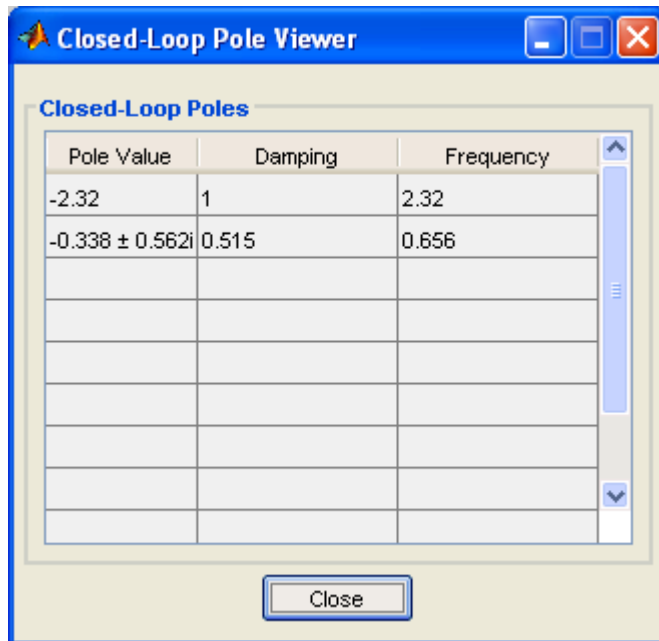 Closed-Loop Pole Viewer
Closed-Loop Poles
Pole Value Damping Frequency
-2.32 1 2.32
-0.338 ± 0.562i 0.515 0.656
Close